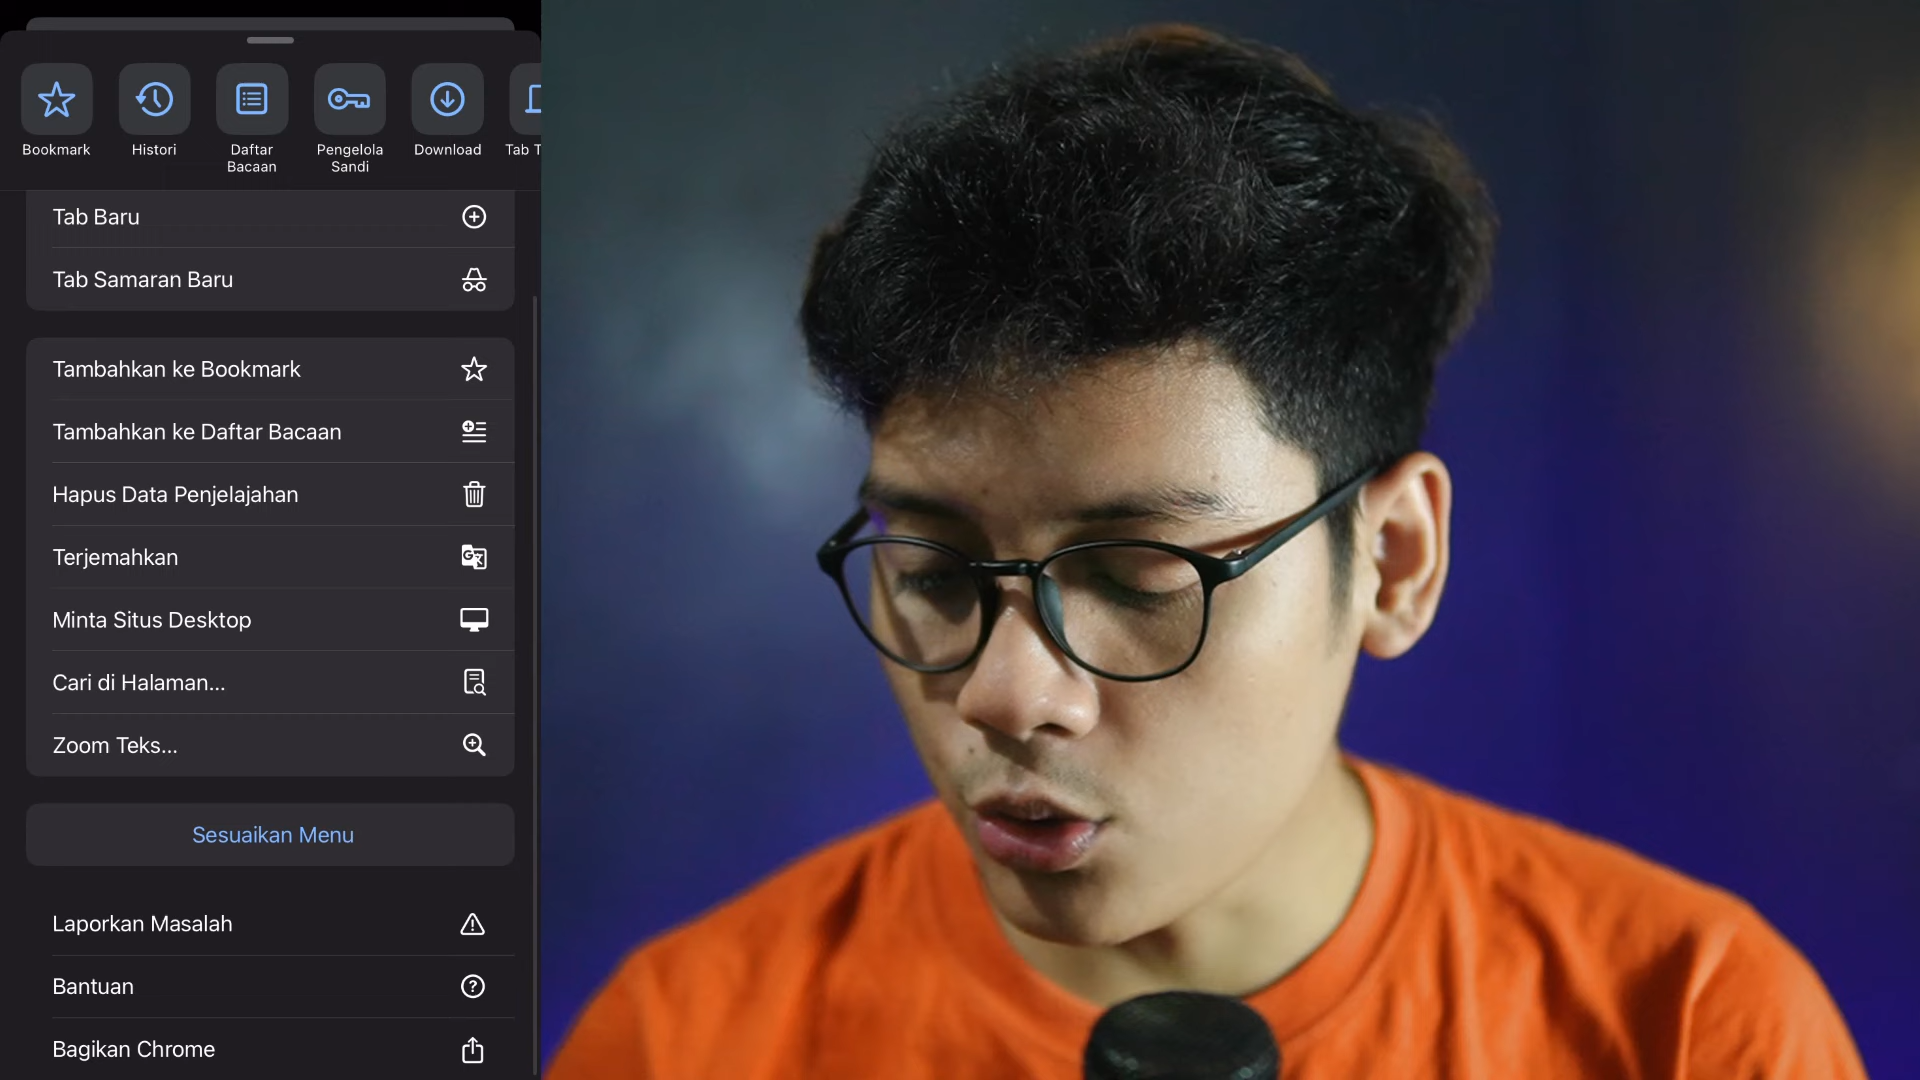 Bookmark
Histori
Daftar
Bacaan
Pengelola
Sandi
Download
Tab T
Tab Baru
Tab Samaran Baru
Tambahkan ke Bookmark
Tambahkan ke Daftar Bacaan
Hapus Data Penjelajahan
Terjemahkan
Minta Situs Desktop
Cari di Halaman...
Zoom Teks...
Sesuaikan Menu
Laporkan Masalah
Bantuan
Bagikan Chrome